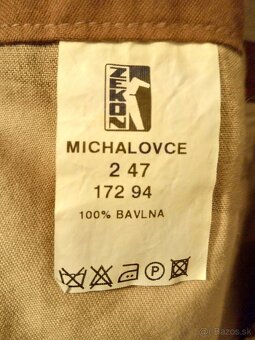 ZEKON
MICHALOVCE
2 47
172 94
100% BAVLNA
P
Bazos.sk